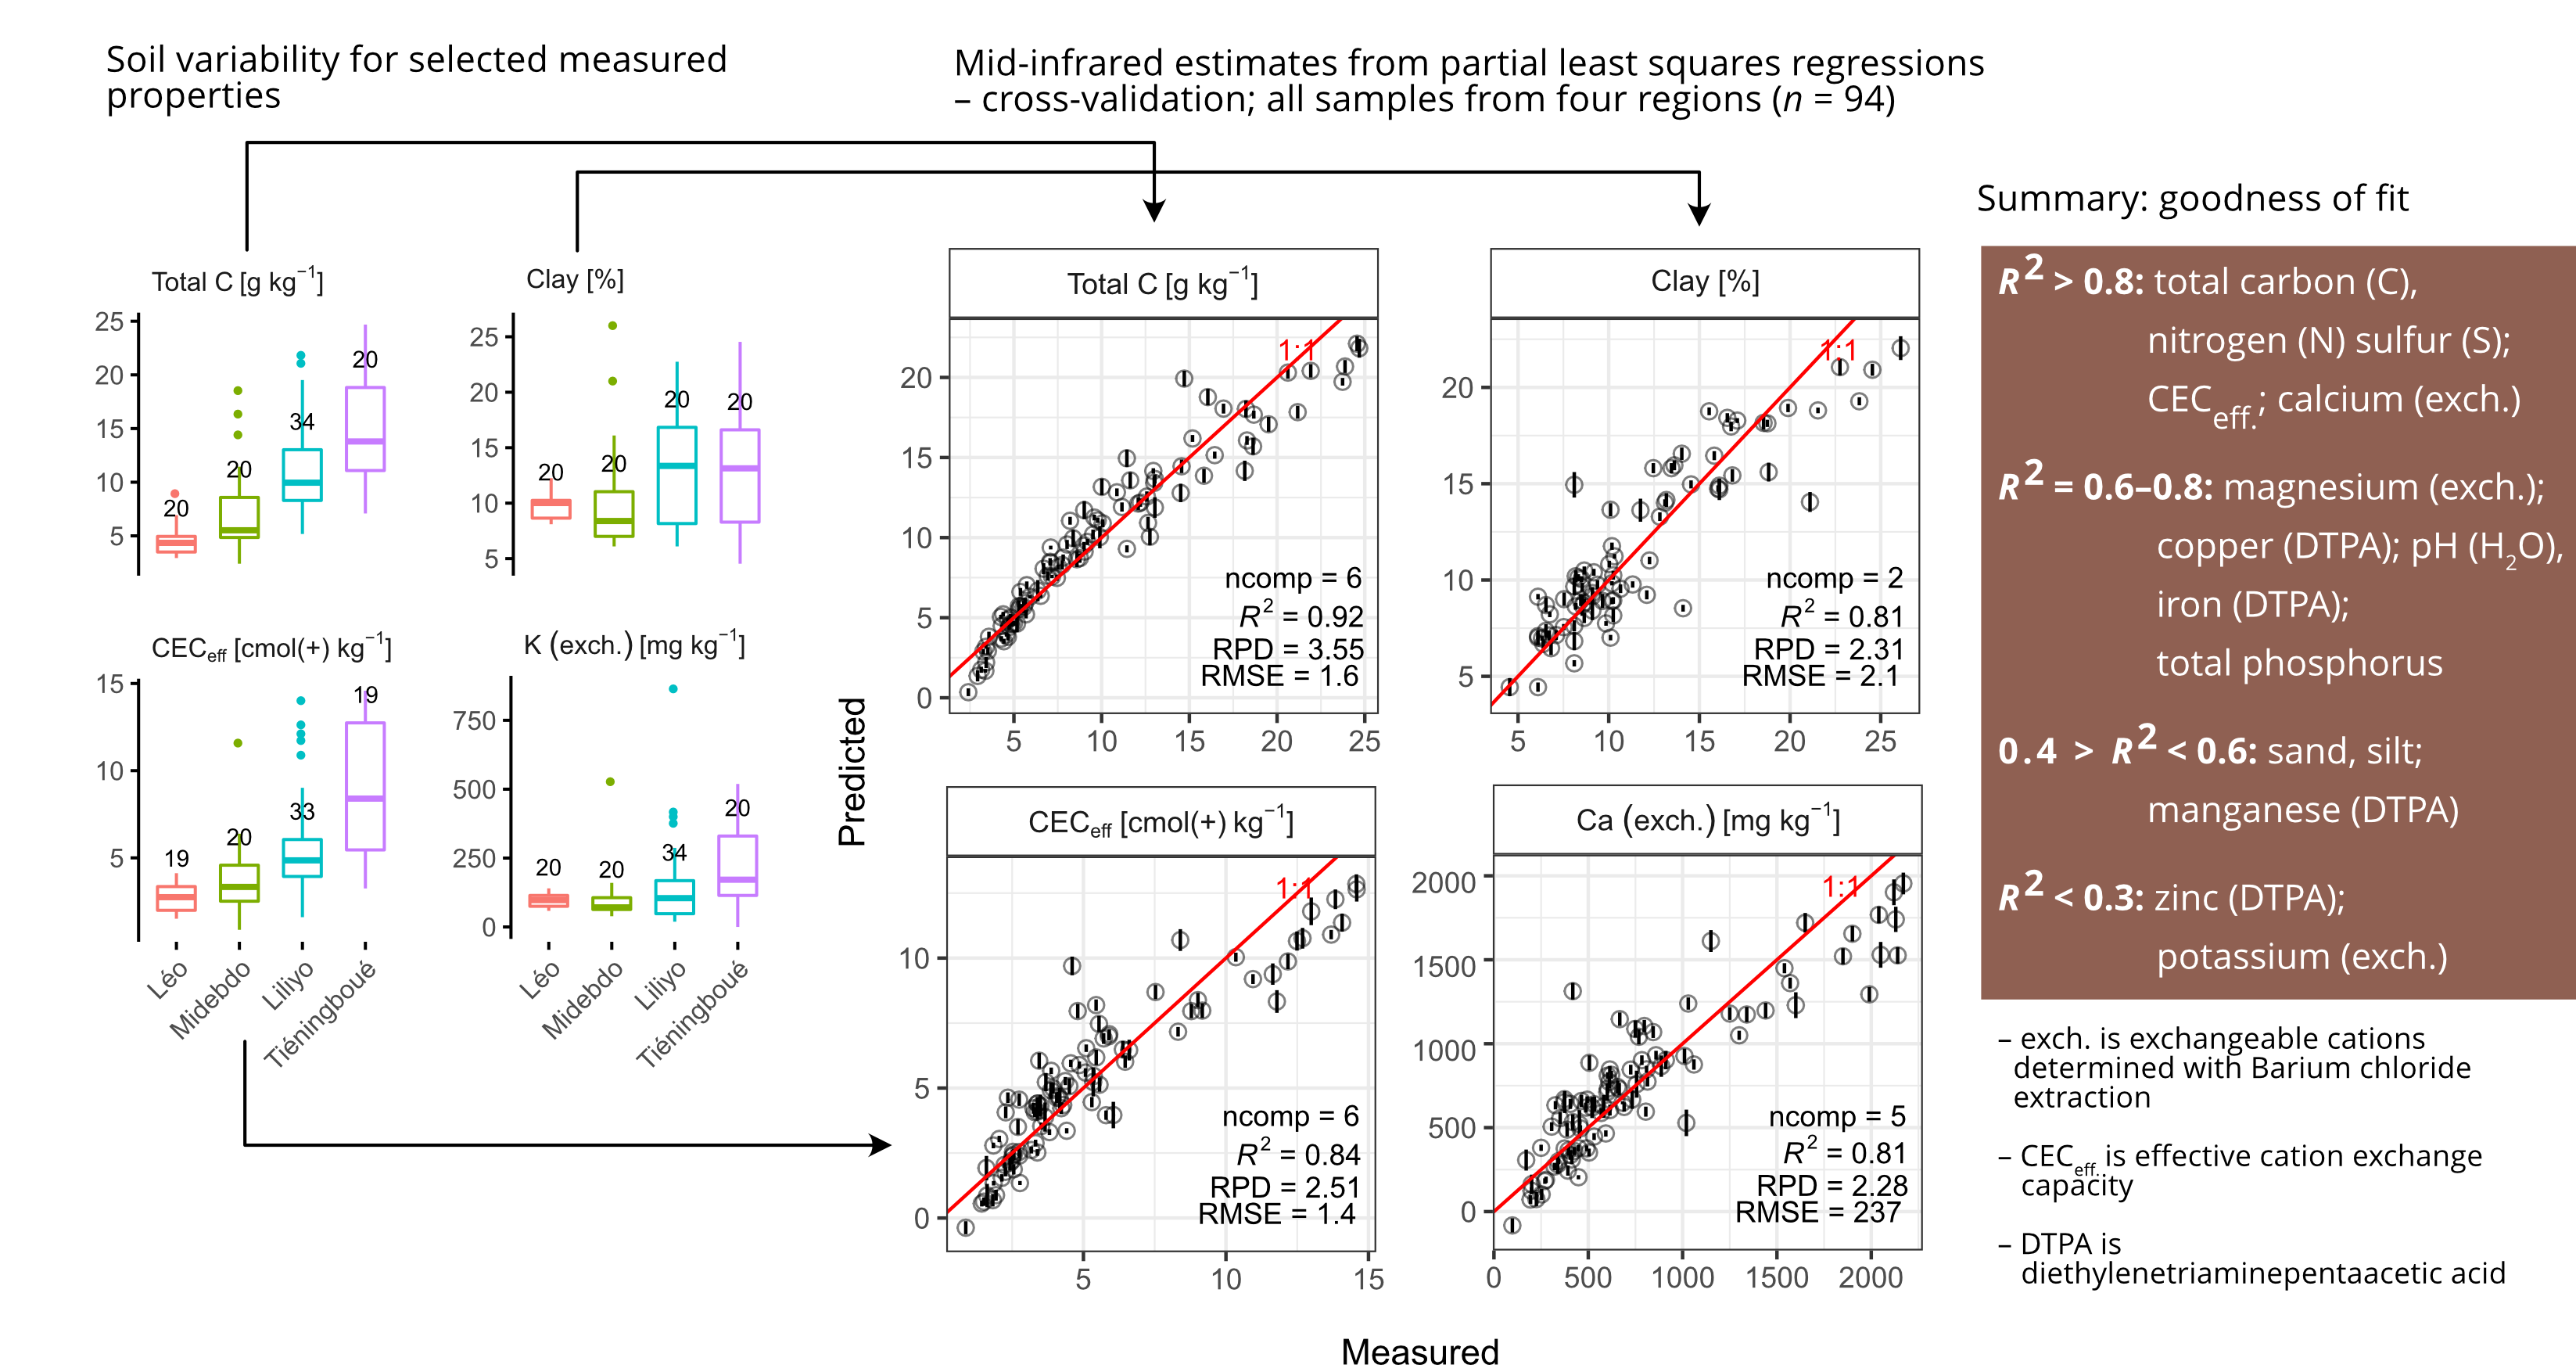 Soil variability for selected measured
properties
Mid-infrared estimates from partial least squares regressions
– cross-validation; all samples from four regions (n = 94)
Total C [g kg⁻¹]
25
20
15
10
5
20
20
34
20
Clay [%]
25
20
15
10
5
20
20
20
20
CECeff [cmol(+) kg⁻¹]
15
10
5
19
20
33
19
Léo
Midebdo
Liliyo
Tiéningboué
K (exch.) [mg kg⁻¹]
750
500
250
0
20
20
34
20
Léo
Midebdo
Liliyo
Tiéningboué
Predicted
Total C [g kg⁻¹]
1:1
20
15
10
5
0
ncomp = 6
R² = 0.92
RPD = 3.55
RMSE = 1.6
5 10 15 20 25
Clay [%]
1:1
20
15
10
5
ncomp = 2
R² = 0.81
RPD = 2.31
RMSE = 2.1
5 10 15 20 25
CECeff [cmol(+) kg⁻¹]
1:1
10
5
0
ncomp = 6
R² = 0.84
RPD = 2.51
RMSE = 1.4
5 10 15
Ca (exch.) [mg kg⁻¹]
1:1
2000
1500
1000
500
0
ncomp = 5
R² = 0.81
RPD = 2.28
RMSE = 237
0 500 1000 1500 2000
Measured
Summary: goodness of fit
R² > 0.8: total carbon (C),
nitrogen (N) sulfur (S);
CECeff.; calcium (exch.)
R² = 0.6–0.8: magnesium (exch.);
copper (DTPA); pH (H₂O),
iron (DTPA);
total phosphorus
0.4 > R² < 0.6: sand, silt;
manganese (DTPA)
R² < 0.3: zinc (DTPA);
potassium (exch.)
– exch. is exchangeable cations
determined with Barium chloride
extraction
– CECeff. is effective cation exchange
capacity
– DTPA is
diethylenetriaminepentaacetic acid